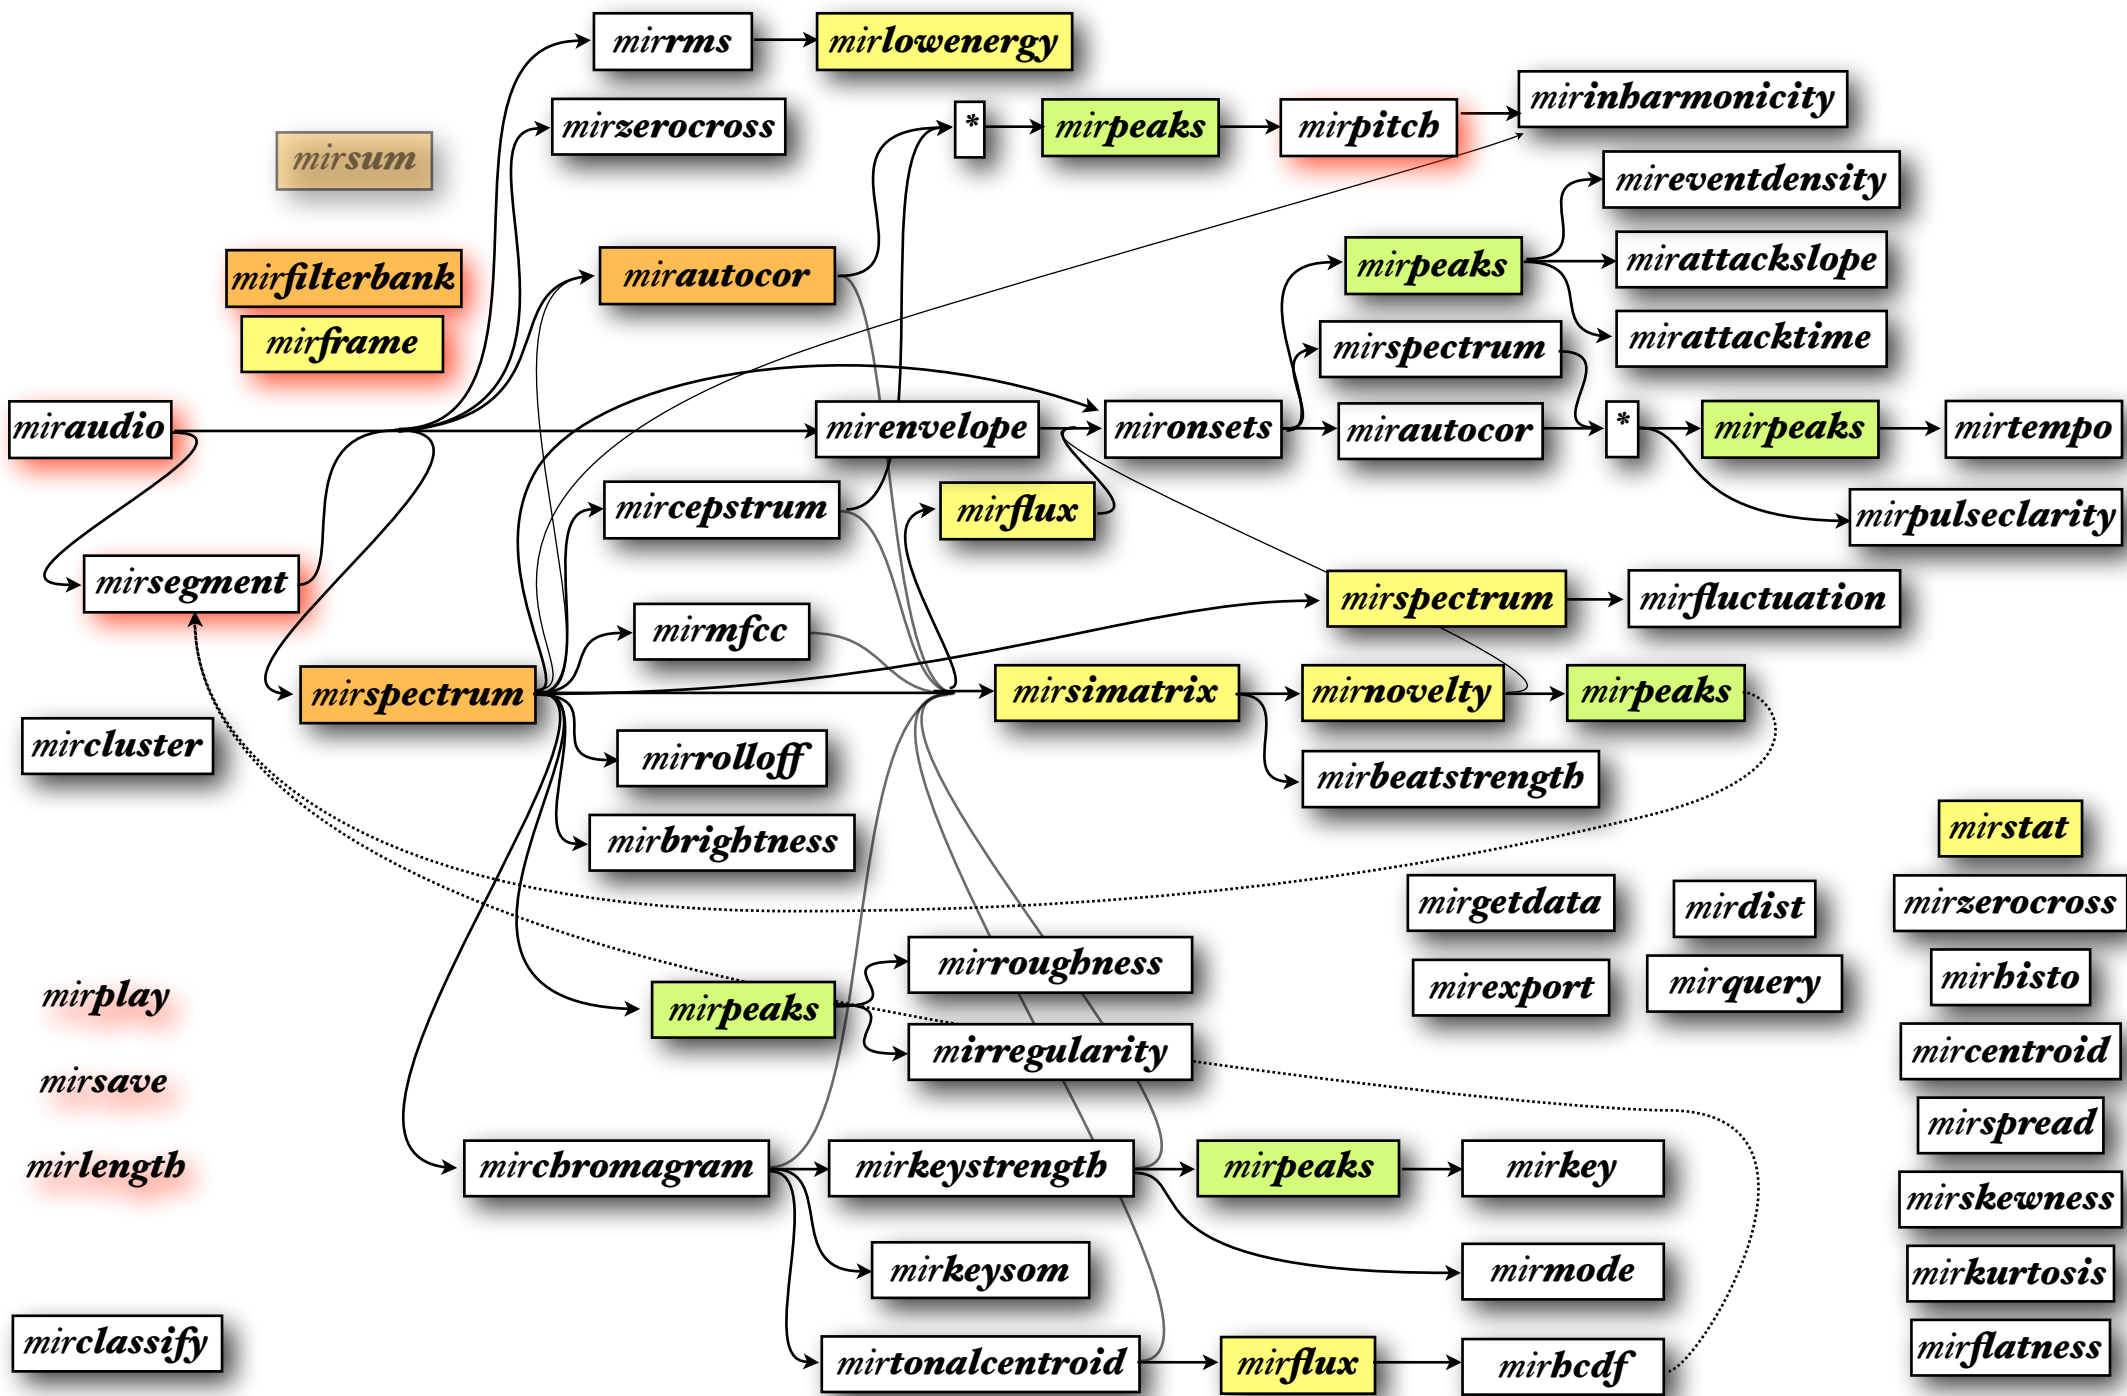 mirrms
mirlowenergy
mirinharmonicity
mirzerocross
*
mirpeaks
mirpitch
mirsum
mireventdensity
mirfilterbank
mirautocor
mirpeaks
mirattackslope
mirframe
mirspectrum
mirattacktime
miraudio
mirenvelope
mironsets
mirautocor
*
mirpeaks
mirtempo
mircepstrum
mirflux
mirpulseclarity
mirsegment
mirspectrum
mirfluctuation
mirmfcc
mirspectrum
mirsimatrix
mirnovelty
mirpeaks
mircluster
mirrolloff
mirbeatstrength
mirbrightness
mirstat
mirgetdata
mirdist
mirzerocross
mirroughness
mirexport
mirquery
mirhisto
mirplay
mirpeaks
mirregularity
mircentroid
mirsave
mirspread
mirlength
mirchromagram
mirkeystrength
mirpeaks
mirkey
mirskewness
mirkeysom
mirmode
mirkurtosis
mirclassify
mirtonalcentroid
mirflux
mirhcdf
mirflatness